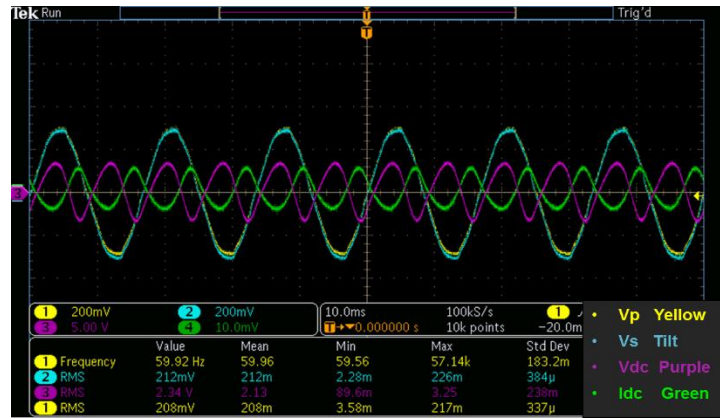 Tek Run Trig'd
T
T
3
1 200mV 2 200mV
3 5.00 V 4 10.0mV
10.0ms 100kS/s 1
T→▼0.000000 s 10k points −20.0m
Value Mean Min Max Std Dev
1 Frequency 59.92 Hz 59.96 59.56 57.14k 183.2m
2 RMS 212mV 212m 2.28m 226m 384µ
3 RMS 2.34 V 2.13 89.6m 3.25 238m
1 RMS 208mV 208m 3.58m 217m 337µ
• Vp Yellow
• Vs Tilt
• Vdc Purple
• Idc Green